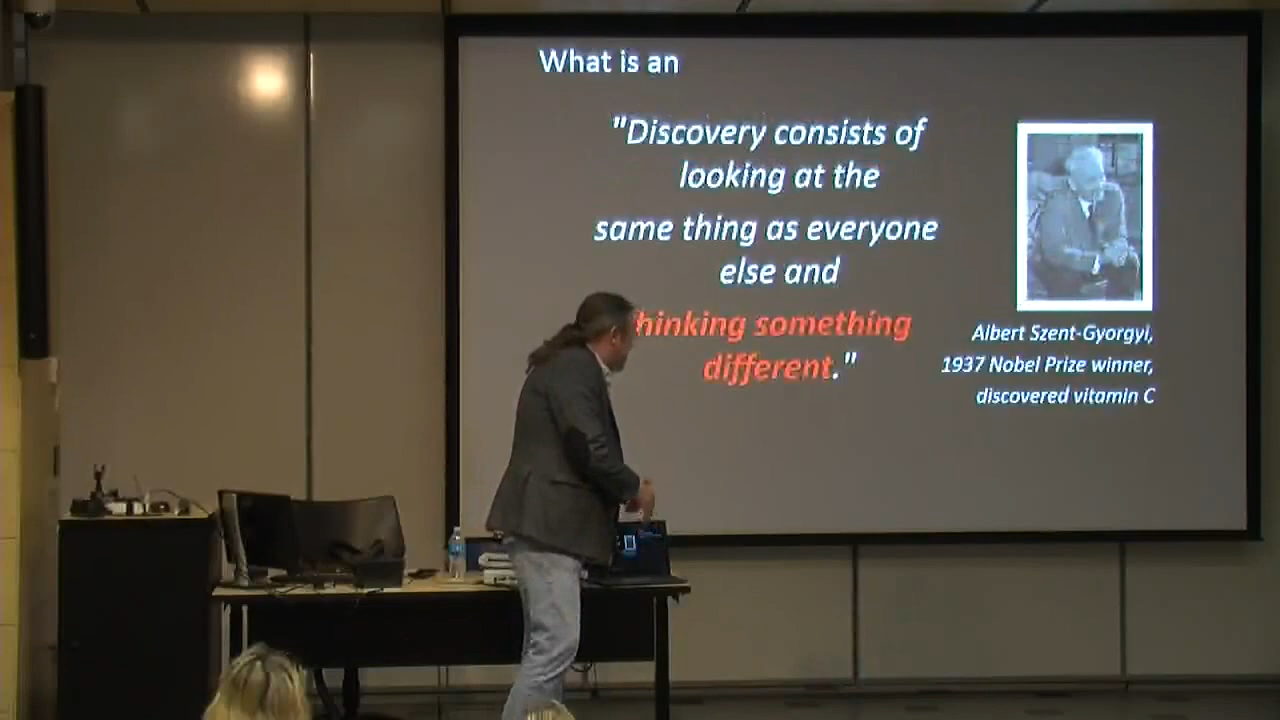 What is an
"Discovery consists of
looking at the
same thing as everyone
else and
hinking something
different."
Albert Szent-Gyorgyi,
1937 Nobel Prize winner,
discovered vitamin C